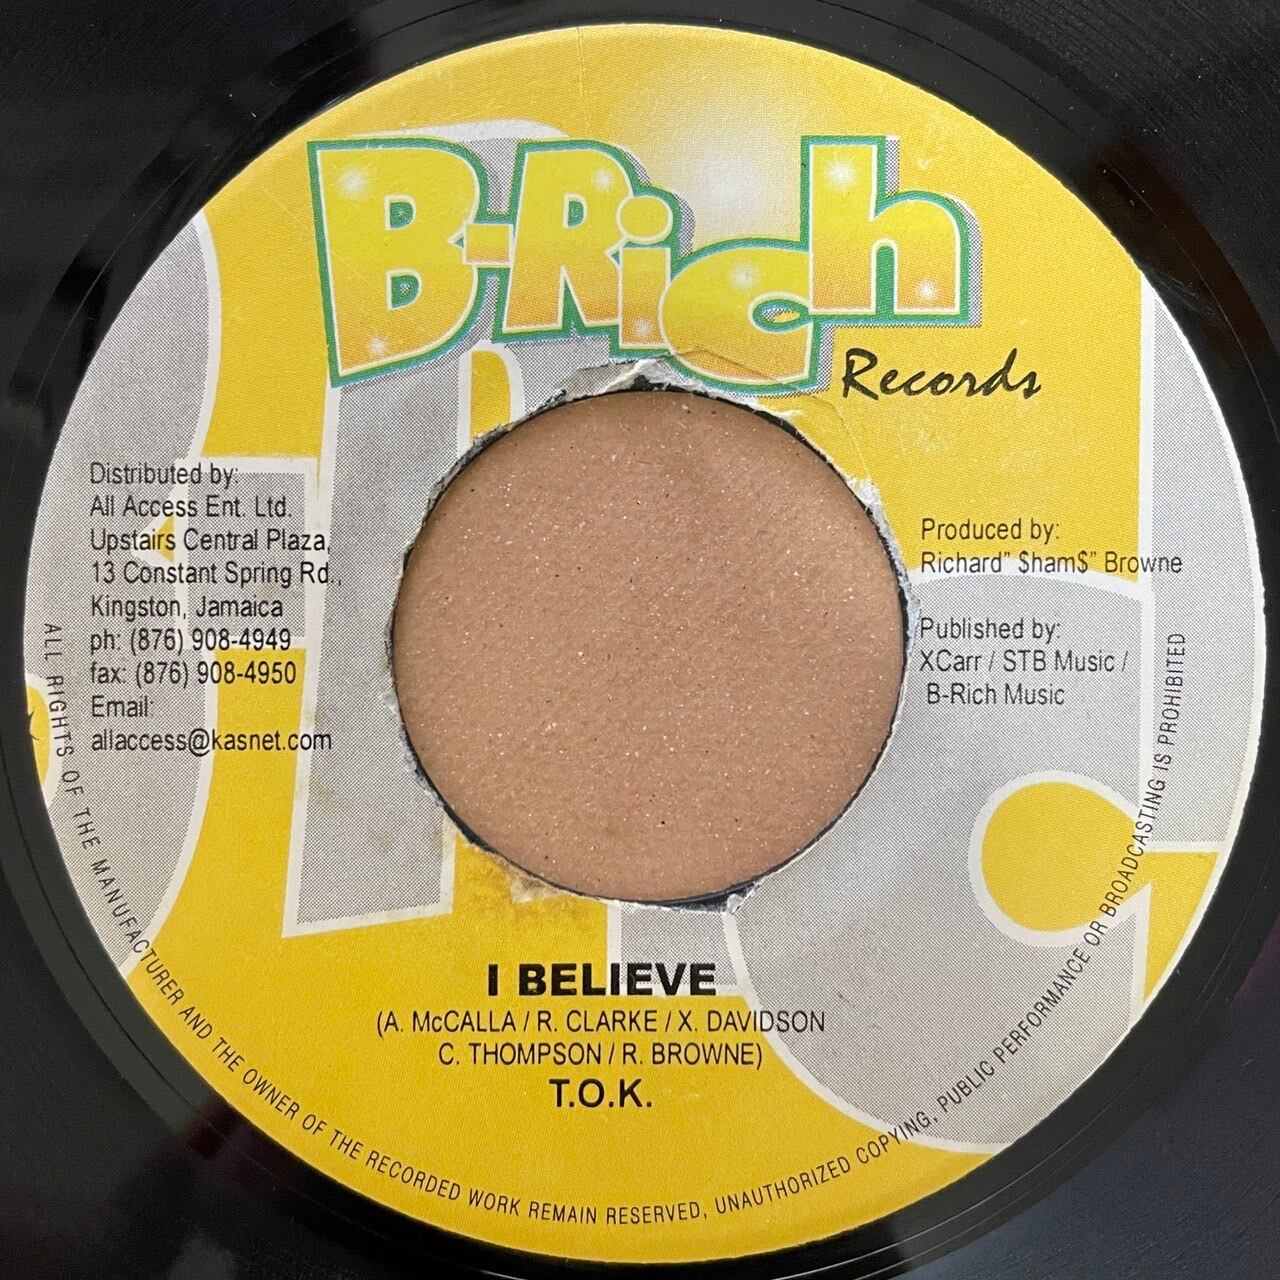 B-Rich
Records
Distributed by:
All Access Ent. Ltd.
Upstairs Central Plaza,
13 Constant Spring Rd.,
Kingston, Jamaica
ph: (876) 908-4949
fax: (876) 908-4950
Email:
allaccess@kasnet.com
Produced by:
Richard" $ham$" Browne
Published by:
XCarr / STB Music /
B-Rich Music
I BELIEVE
(A. McCALLA / R. CLARKE / X. DAVIDSON
C. THOMPSON / R. BROWNE)
T.O.K.
ALL RIGHTS OF THE MANUFACTURER AND THE OWNER OF THE RECORDED WORK REMAIN RESERVED, UNAUTHORIZED COPYING, PUBLIC PERFORMANCE OR BROADCASTING IS PROHIBITED